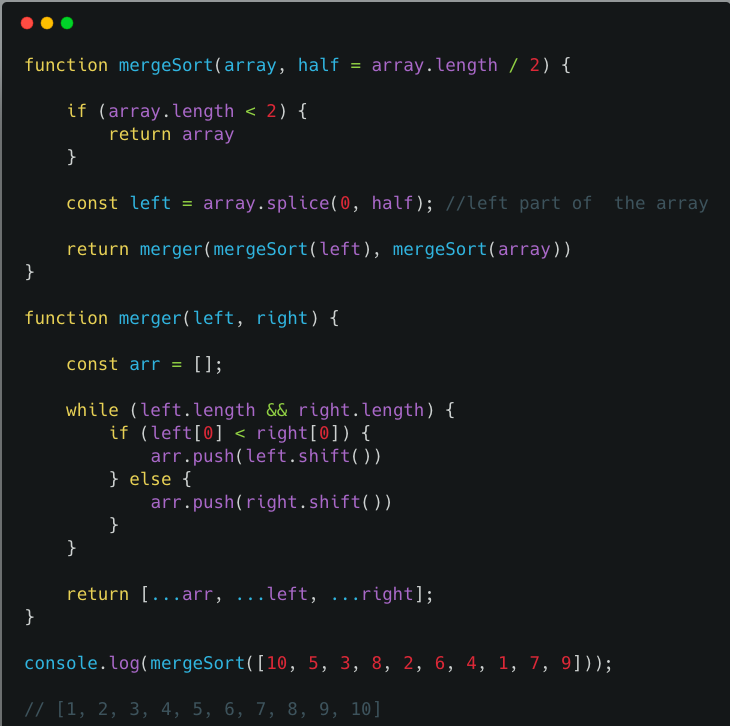 function mergeSort(array, half = array.length / 2) {
if (array.length < 2) {
return array
}
const left = array.splice(0, half); //left part of  the array
return merger(mergeSort(left), mergeSort(array))
}
function merger(left, right) {
const arr = [];
while (left.length && right.length) {
if (left[0] < right[0]) {
arr.push(left.shift())
} else {
arr.push(right.shift())
}
}
return [...arr, ...left, ...right];
}
console.log(mergeSort([10, 5, 3, 8, 2, 6, 4, 1, 7, 9]));
// [1, 2, 3, 4, 5, 6, 7, 8, 9, 10]